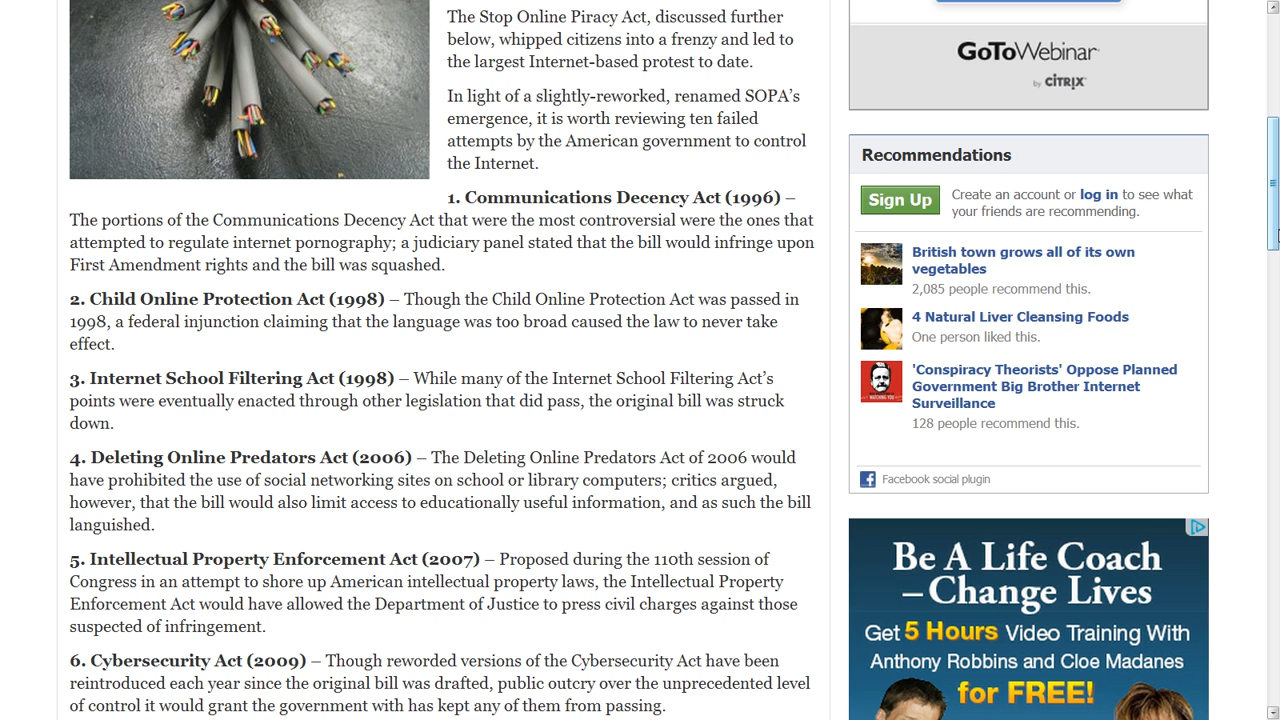 The Stop Online Piracy Act, discussed further
below, whipped citizens into a frenzy and led to
the largest Internet-based protest to date.
In light of a slightly-reworked, renamed SOPA's
emergence, it is worth reviewing ten failed
attempts by the American government to control
the Internet.
1. Communications Decency Act (1996) –
The portions of the Communications Decency Act that were the most controversial were the ones that
attempted to regulate internet pornography; a judiciary panel stated that the bill would infringe upon
First Amendment rights and the bill was squashed.
2. Child Online Protection Act (1998) – Though the Child Online Protection Act was passed in
1998, a federal injunction claiming that the language was too broad caused the law to never take
effect.
3. Internet School Filtering Act (1998) – While many of the Internet School Filtering Act's
points were eventually enacted through other legislation that did pass, the original bill was struck
down.
4. Deleting Online Predators Act (2006) – The Deleting Online Predators Act of 2006 would
have prohibited the use of social networking sites on school or library computers; critics argued,
however, that the bill would also limit access to educationally useful information, and as such the bill
languished.
5. Intellectual Property Enforcement Act (2007) – Proposed during the 110th session of
Congress in an attempt to shore up American intellectual property laws, the Intellectual Property
Enforcement Act would have allowed the Department of Justice to press civil charges against those
suspected of infringement.
6. Cybersecurity Act (2009) – Though reworded versions of the Cybersecurity Act have been
reintroduced each year since the original bill was drafted, public outcry over the unprecedented level
of control it would grant the government with has kept any of them from passing.
GoToWebinar
by CITRIX
Recommendations
Sign Up
Create an account or log in to see what
your friends are recommending.
British town grows all of its own
vegetables
2,085 people recommend this.
4 Natural Liver Cleansing Foods
One person liked this.
'Conspiracy Theorists' Oppose Planned
Government Big Brother Internet
Surveillance
128 people recommend this.
Facebook social plugin
Be A Life Coach
– Change Lives
Get 5 Hours Video Training With
Anthony Robbins and Cloe Madanes
for FREE!